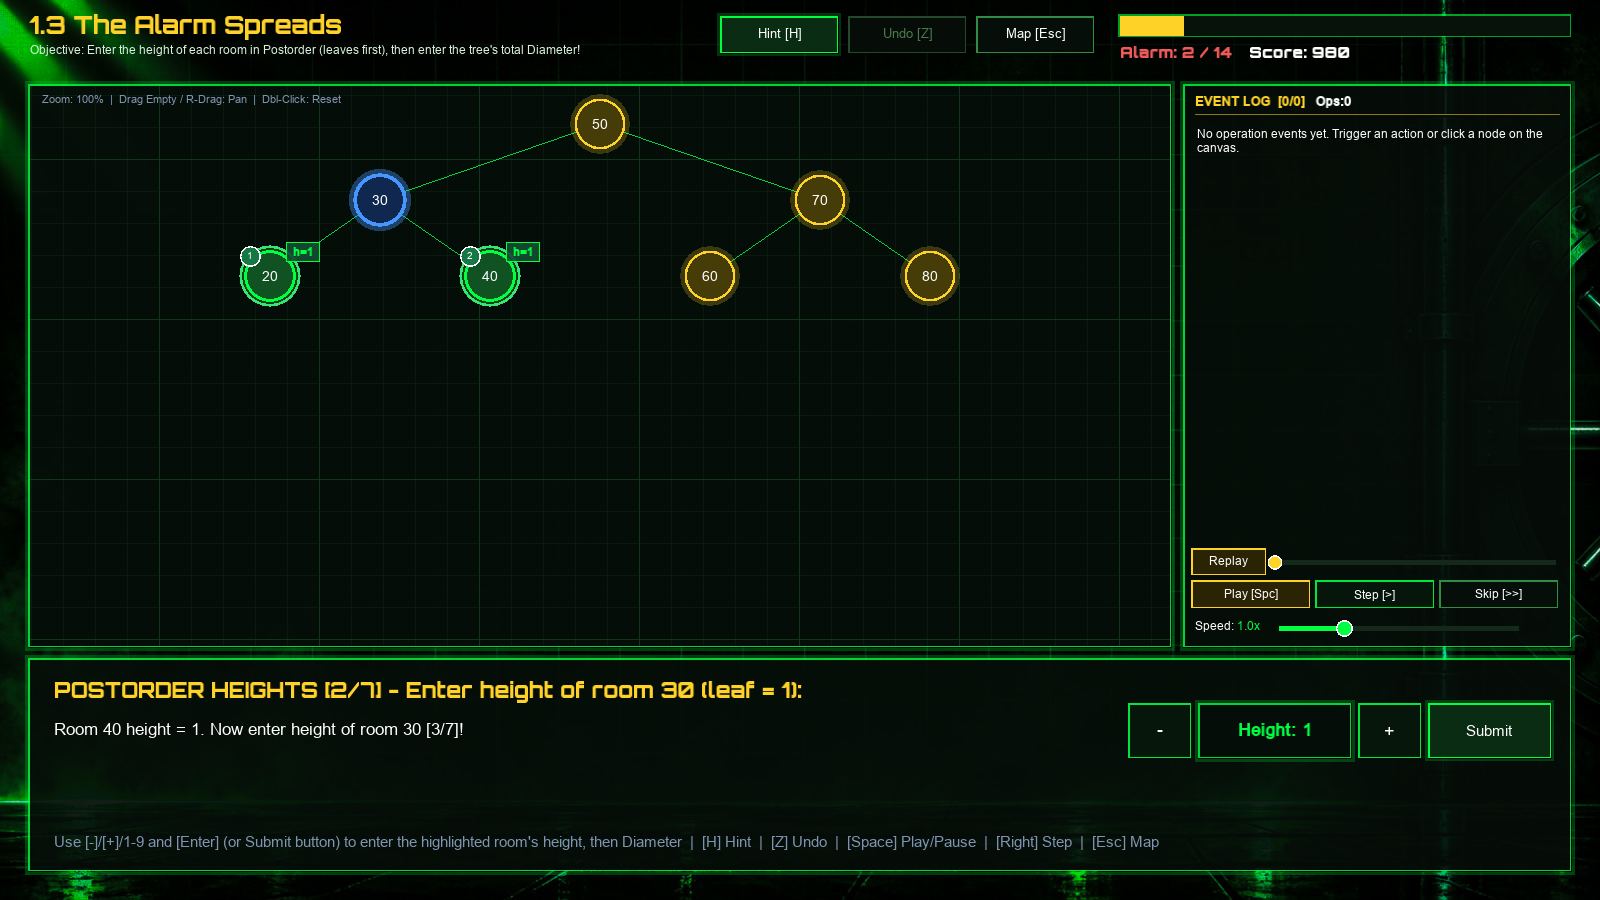 1.3 The Alarm Spreads
Objective: Enter the height of each room in Postorder (leaves first), then enter the tree's total Diameter!
Hint [H]
Undo [Z]
Map [Esc]
Alarm: 2 / 14
Score: 980
Zoom: 100% | Drag Empty / R-Drag: Pan | Dbl-Click: Reset
50
30
70
1
h=1
20
2
h=1
40
60
80
EVENT LOG [0/0] Ops:0
No operation events yet. Trigger an action or click a node on the
canvas.
Replay
Play [Spc]
Step [>]
Skip [>>]
Speed: 1.0x
POSTORDER HEIGHTS [2/7] - Enter height of room 30 (leaf = 1):
Room 40 height = 1. Now enter height of room 30 [3/7]!
-
Height: 1
+
Submit
Use [-]/[+]/1-9 and [Enter] (or Submit button) to enter the highlighted room's height, then Diameter | [H] Hint | [Z] Undo | [Space] Play/Pause | [Right] Step | [Esc] Map